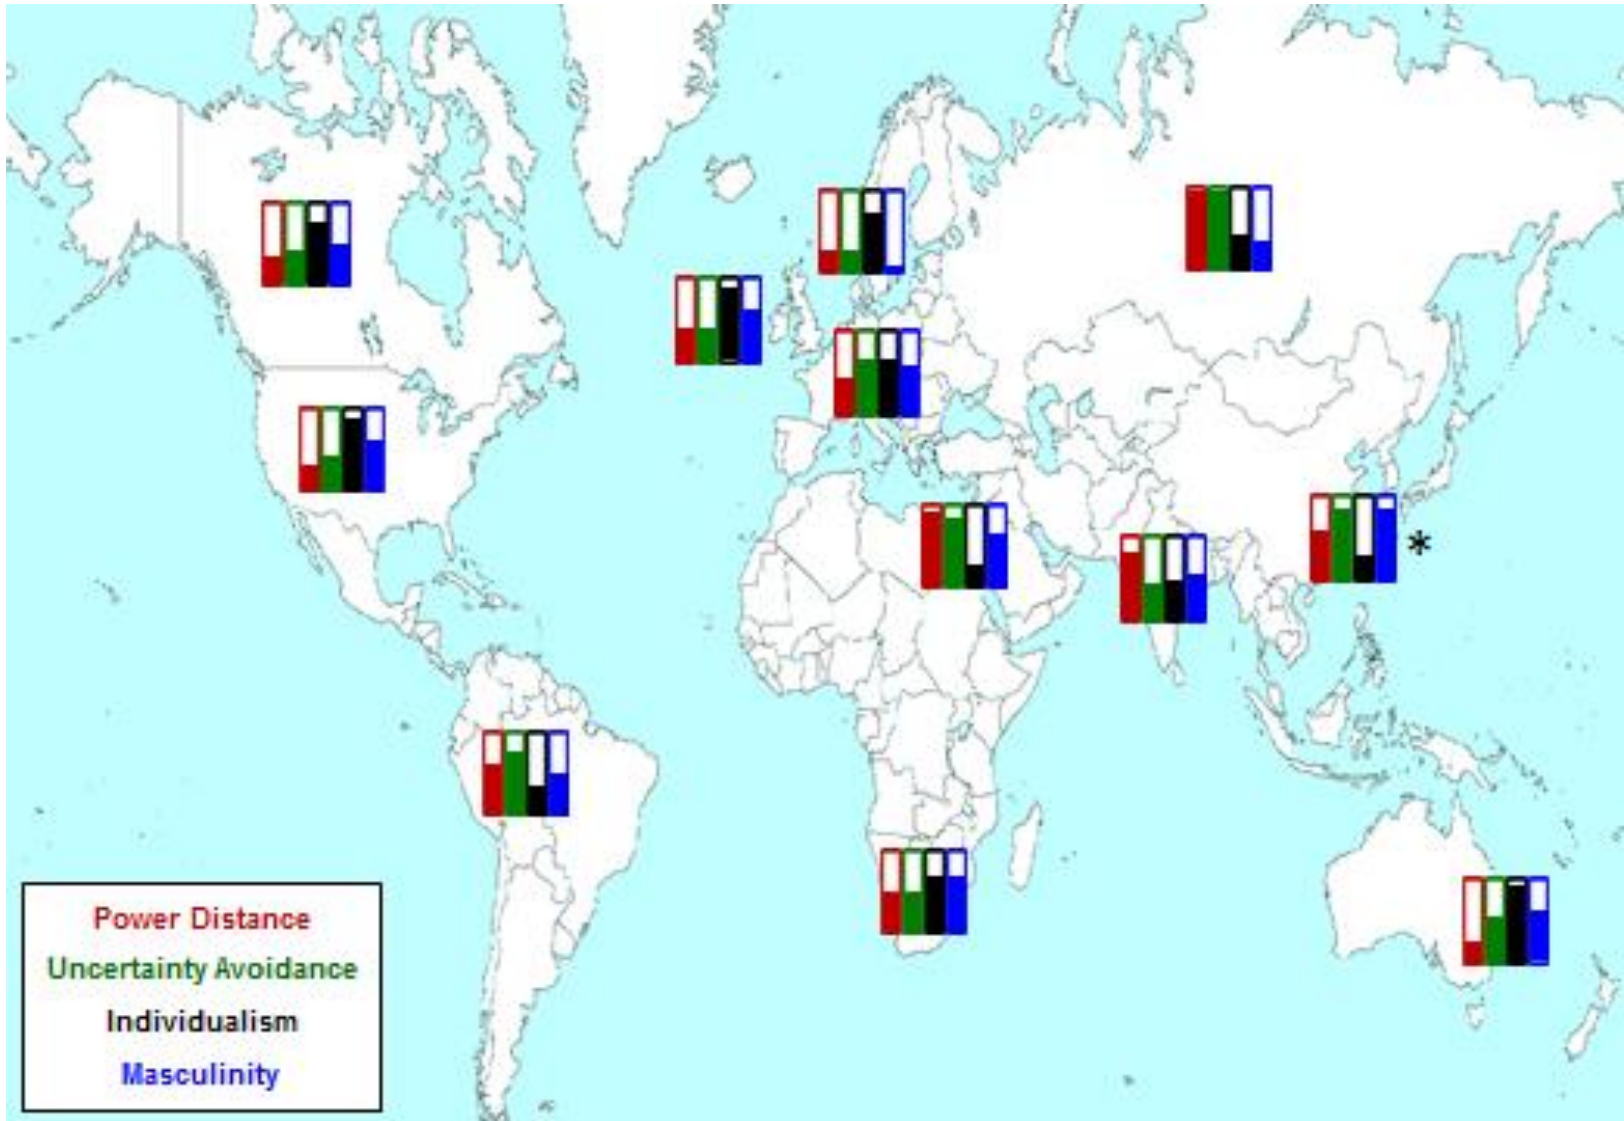 *
Power Distance
Uncertainty Avoidance
Individualism
Masculinity